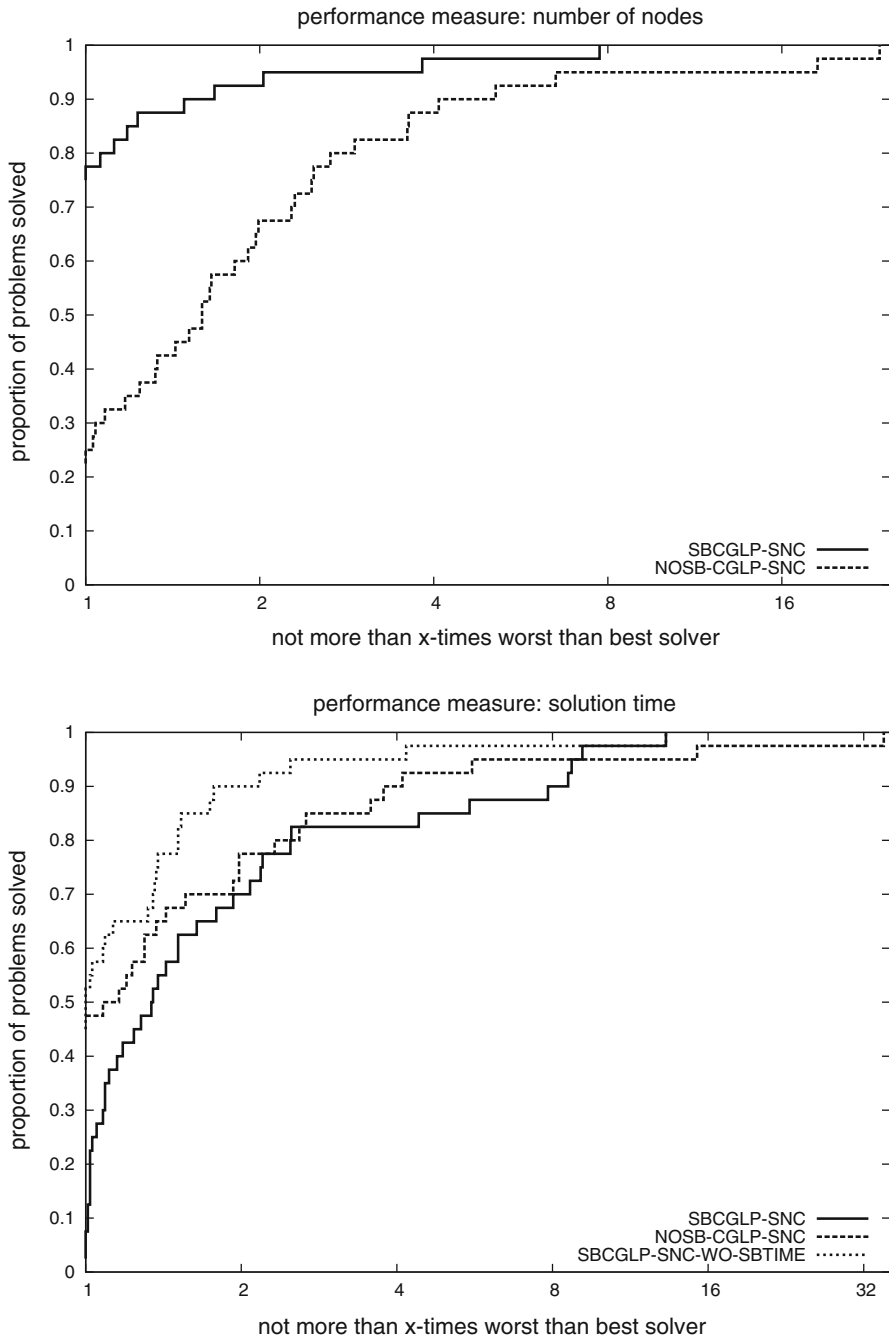 performance measure: number of nodes
1
0.9
0.8
0.7
0.6
0.5
0.4
0.3
0.2
0.1
0
proportion of problems solved
SBCGLP-SNC
NOSB-CGLP-SNC
1 2 4 8 16
not more than x-times worst than best solver
performance measure: solution time
1
0.9
0.8
0.7
0.6
0.5
0.4
0.3
0.2
0.1
0
proportion of problems solved
SBCGLP-SNC
NOSB-CGLP-SNC
SBCGLP-SNC-WO-SBTIME
1 2 4 8 16 32
not more than x-times worst than best solver